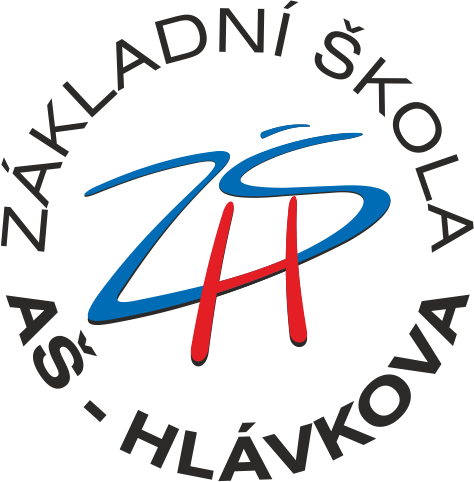 ZÁKLADNÍ ŠKOLA
ZŠ
H
AŠ - HLÁVKOVA